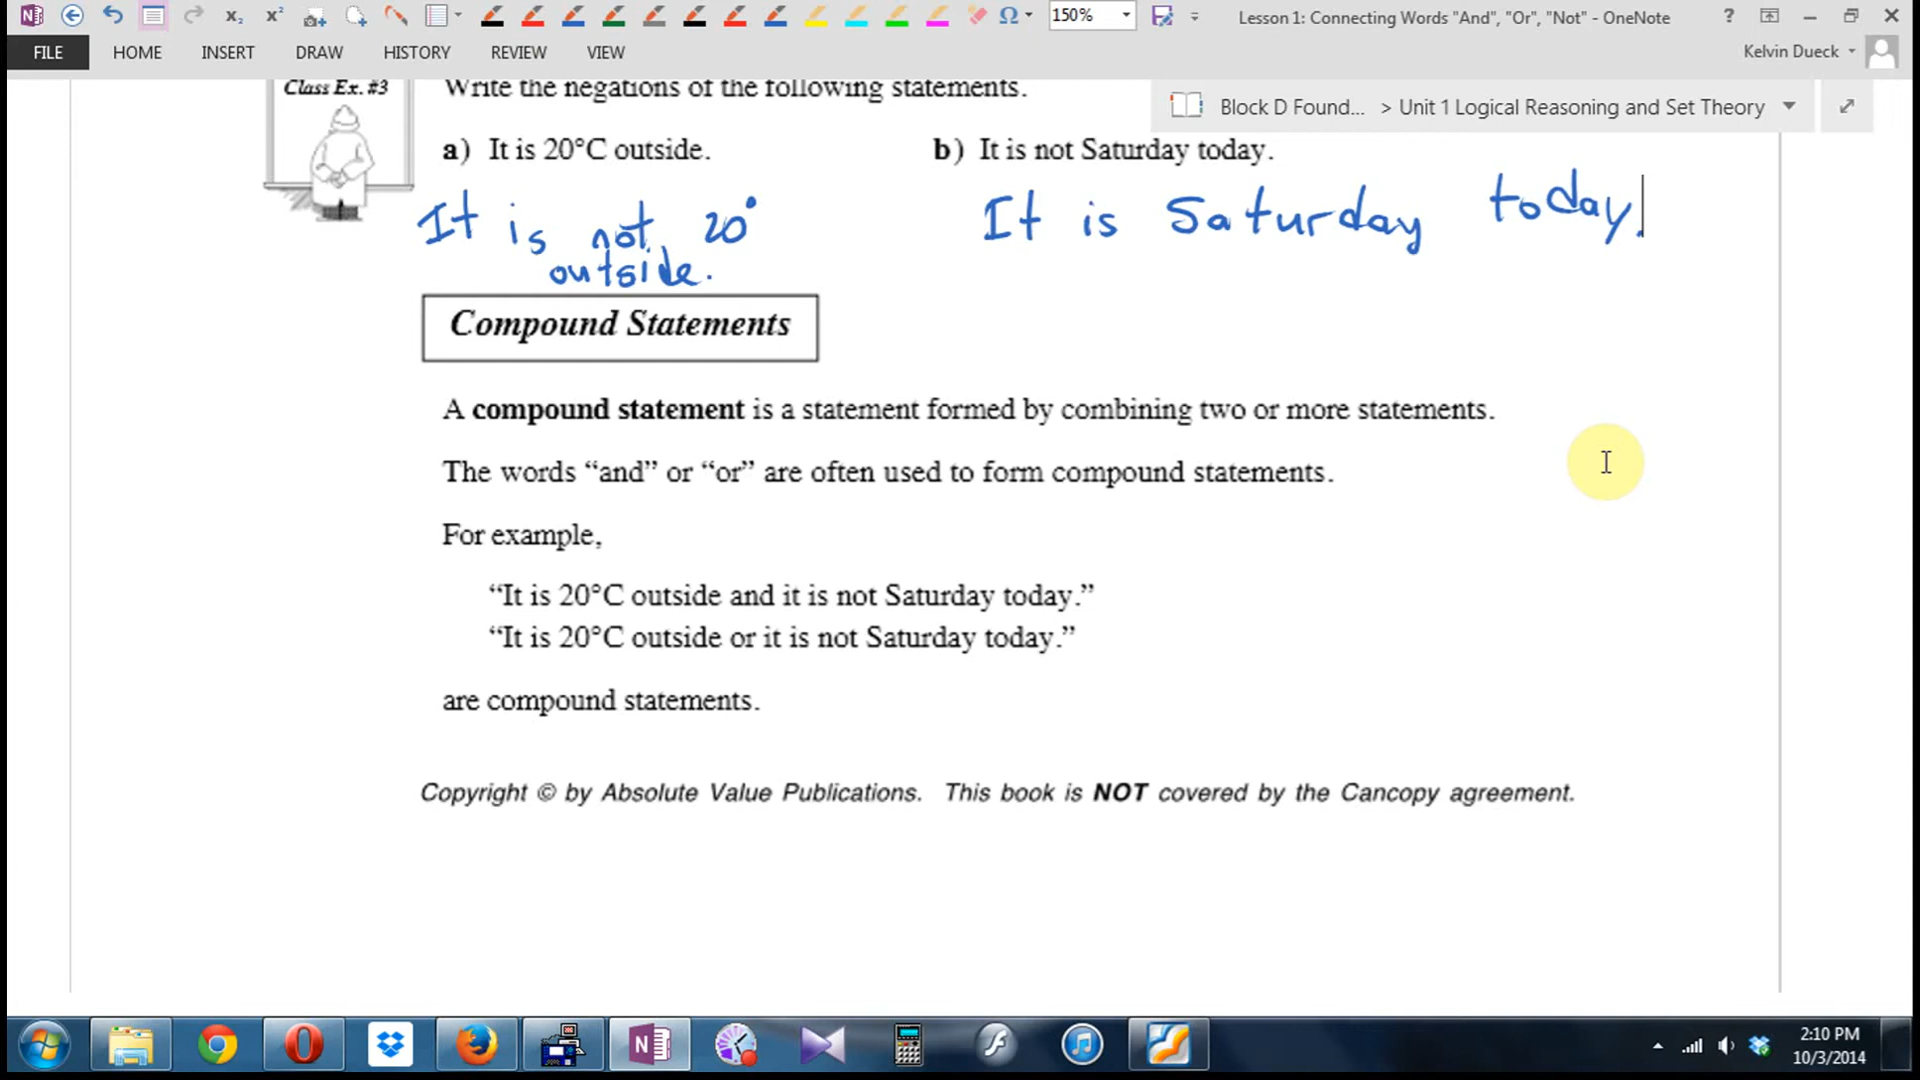 150%
Lesson 1: Connecting Words "And", "Or", "Not" - OneNote
FILE HOME INSERT DRAW HISTORY REVIEW VIEW
Kelvin Dueck
Class Ex. #3
Write the negations of the following statements.
Block D Found... > Unit 1 Logical Reasoning and Set Theory
a) It is 20°C outside.
b) It is not Saturday today.
It is not 20°
outside.
It is Saturday today.
Compound Statements
A compound statement is a statement formed by combining two or more statements.
The words “and” or “or” are often used to form compound statements.
For example,
“It is 20°C outside and it is not Saturday today.”
“It is 20°C outside or it is not Saturday today.”
are compound statements.
Copyright © by Absolute Value Publications. This book is NOT covered by the Cancopy agreement.
2:10 PM
10/3/2014